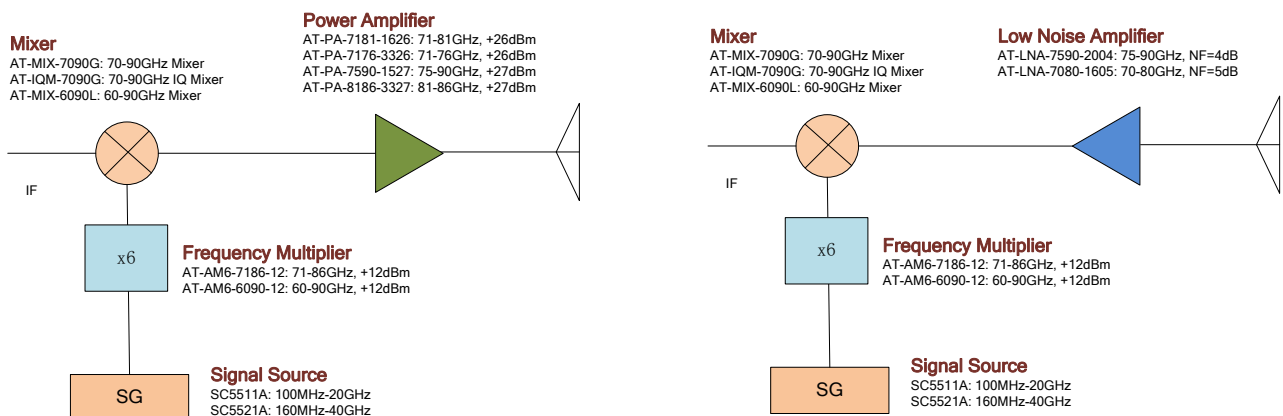 Power Amplifier
AT-PA-7181-1626: 71-81GHz, +26dBm
AT-PA-7176-3326: 71-76GHz, +26dBm
AT-PA-7590-1527: 75-90GHz, +27dBm
AT-PA-8186-3327: 81-86GHz, +27dBm
Mixer
AT-MIX-7090G: 70-90GHz Mixer
AT-IQM-7090G: 70-90GHz IQ Mixer
AT-MIX-6090L: 60-90GHz Mixer
IF
x6
Frequency Multiplier
AT-AM6-7186-12: 71-86GHz, +12dBm
AT-AM6-6090-12: 60-90GHz, +12dBm
SG
Signal Source
SC5511A: 100MHz-20GHz
SC5521A: 160MHz-40GHz
Mixer
AT-MIX-7090G: 70-90GHz Mixer
AT-IQM-7090G: 70-90GHz IQ Mixer
AT-MIX-6090L: 60-90GHz Mixer
Low Noise Amplifier
AT-LNA-7590-2004: 75-90GHz, NF=4dB
AT-LNA-7080-1605: 70-80GHz, NF=5dB
IF
x6
Frequency Multiplier
AT-AM6-7186-12: 71-86GHz, +12dBm
AT-AM6-6090-12: 60-90GHz, +12dBm
SG
Signal Source
SC5511A: 100MHz-20GHz
SC5521A: 160MHz-40GHz